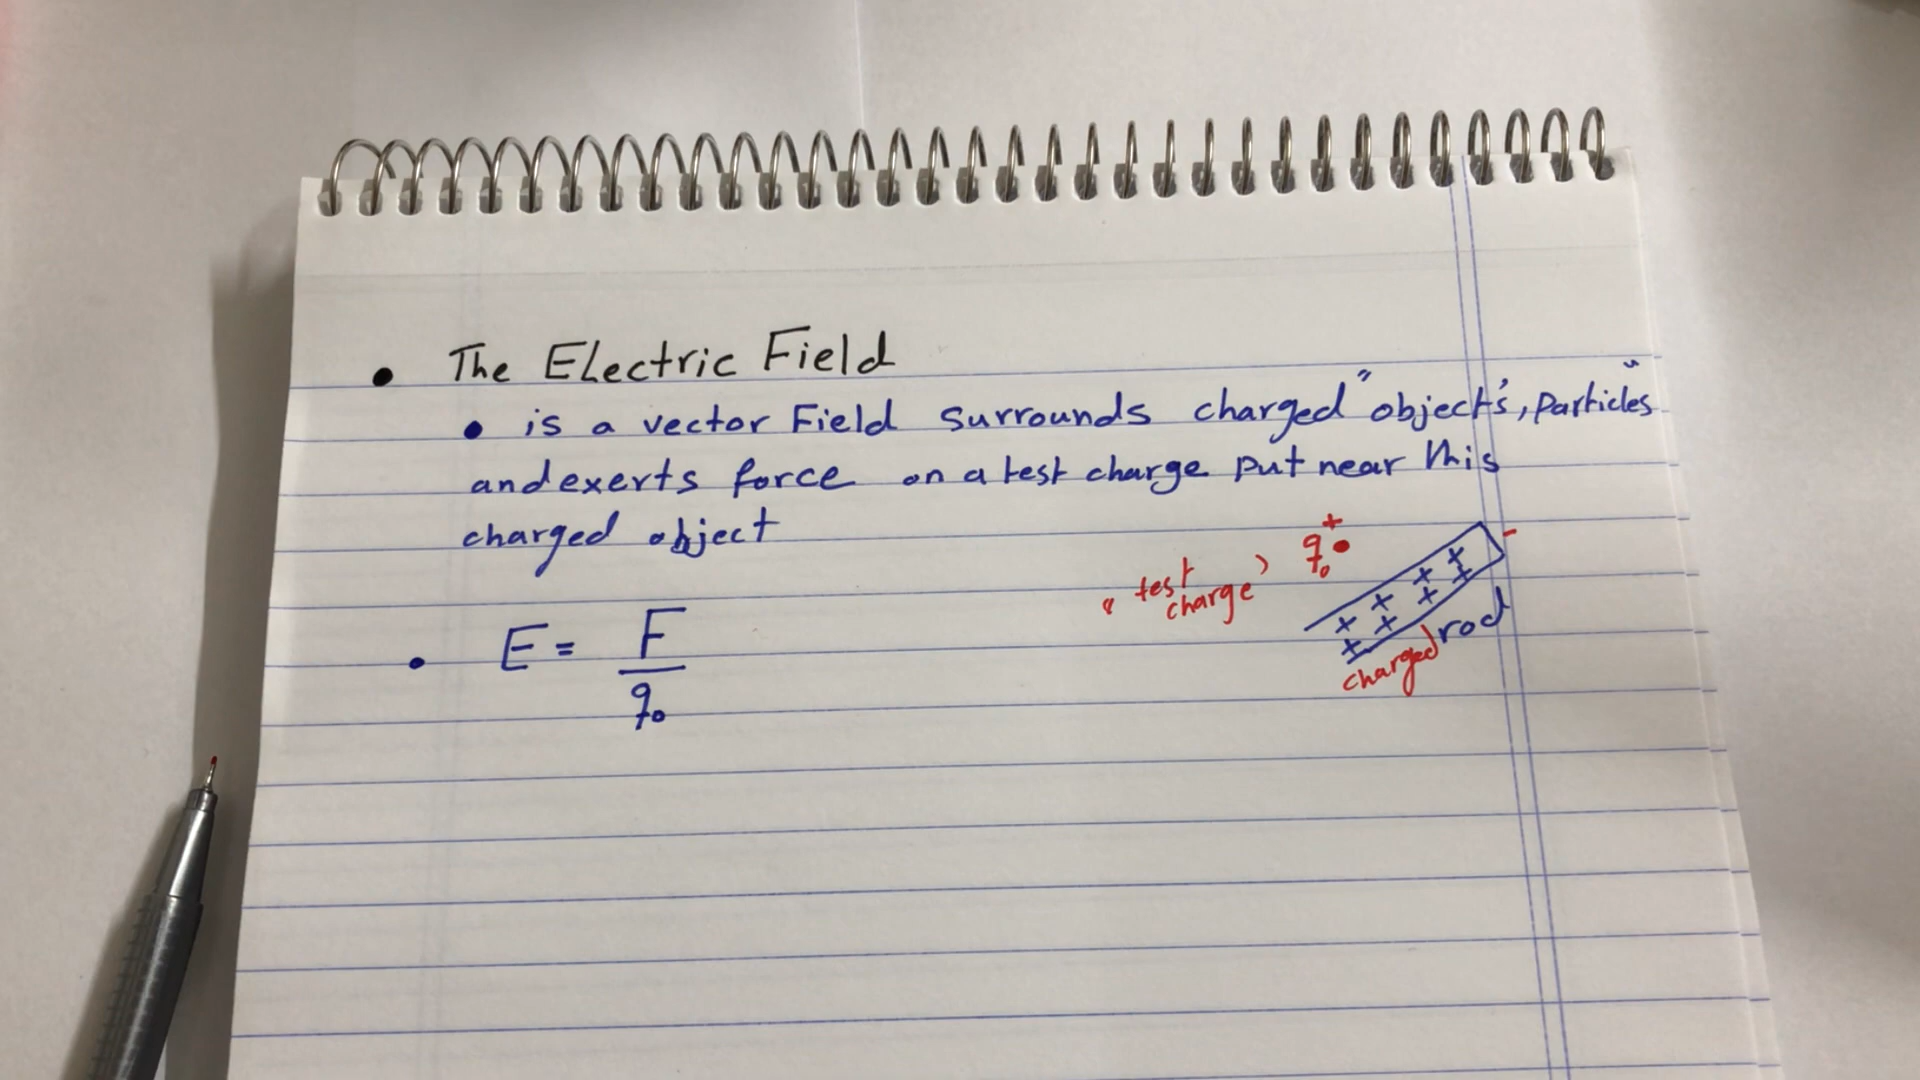 • The Electric Field
• is a vector Field surrounds charged "objects", particles"
and exerts force on a test charge put near this
charged object
"test charge" q₀ +
-
+ + + + + + + + +
charged rod
• E = F / q₀